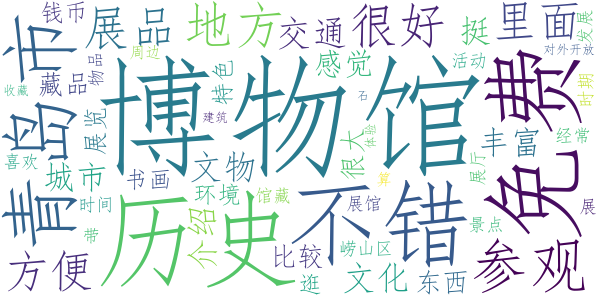 钱币
展品
地方
周边
交通
很好
挺
里面
发展
对外开放
青岛市
藏品
物品
感觉
活动
收藏
博物馆
特色
建筑
石
体验
免费
时期
展览
丰富
经常
喜欢
城市
文物
很大
展厅
书画
环境
馆藏
时间
历史
介绍
展馆
不错
景点
展
带
比较
崂山区
方便
逛
文化
东西
参观